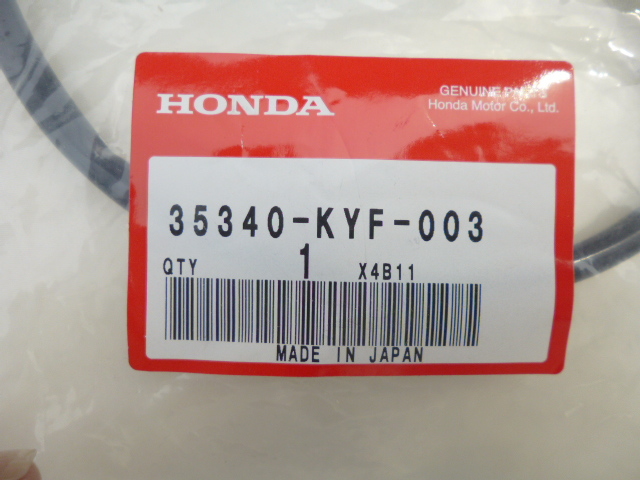 HONDA
GENUINE PARTS
Honda Motor Co., Ltd.
35340-KYF-003
QTY 1 X4B11
MADE IN JAPAN